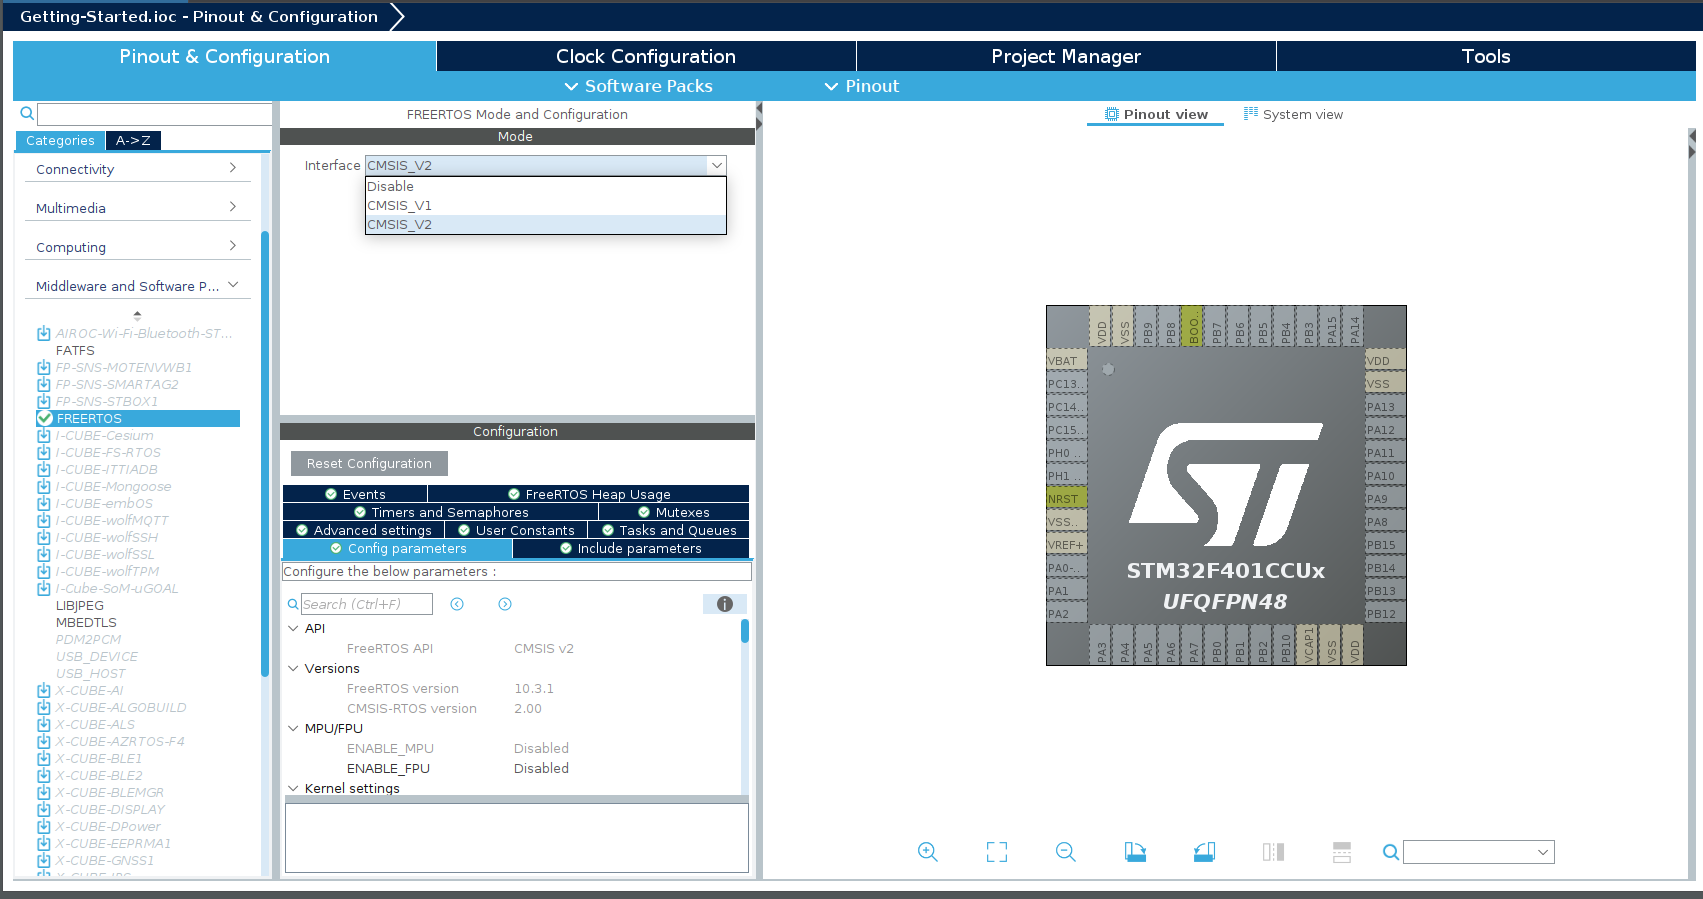 Getting-Started.ioc - Pinout & Configuration
Pinout & Configuration
Clock Configuration
Project Manager
Tools
Software Packs
Pinout
Categories
A->Z
Connectivity
Multimedia
Computing
Middleware and Software P...
AIROC-Wi-Fi-Bluetooth-ST...
FATFS
FP-SNS-MOTENVWB1
FP-SNS-SMARTAG2
FP-SNS-STBOX1
FREERTOS
I-CUBE-Cesium
I-CUBE-FS-RTOS
I-CUBE-ITTIADB
I-CUBE-Mongoose
I-CUBE-embOS
I-CUBE-wolfMQTT
I-CUBE-wolfSSH
I-CUBE-wolfSSL
I-CUBE-wolfTPM
I-Cube-SoM-uGOAL
LIBJPEG
MBEDTLS
PDM2PCM
USB_DEVICE
USB_HOST
X-CUBE-AI
X-CUBE-ALGOBUILD
X-CUBE-ALS
X-CUBE-AZRTOS-F4
X-CUBE-BLE1
X-CUBE-BLE2
X-CUBE-BLEMGR
X-CUBE-DISPLAY
X-CUBE-DPower
X-CUBE-EEPRMA1
X-CUBE-GNSS1
FREERTOS Mode and Configuration
Mode
Interface CMSIS_V2
Disable
CMSIS_V1
CMSIS_V2
Configuration
Reset Configuration
Events
FreeRTOS Heap Usage
Timers and Semaphores
Mutexes
Advanced settings
User Constants
Tasks and Queues
Config parameters
Include parameters
Configure the below parameters :
Search (Ctrl+F)
API
FreeRTOS API CMSIS v2
Versions
FreeRTOS version 10.3.1
CMSIS-RTOS version 2.00
MPU/FPU
ENABLE_MPU Disabled
ENABLE_FPU Disabled
Kernel settings
Pinout view
System view
VDD
VSS
PB9
PB8
BOO..
PB7
PB6
PB5
PB4
PB3
PA15
PA14
VBAT
PC13..
PC14..
PC15..
PH0 ..
PH1 ..
NRST
VSS..
VREF+
PA0-..
PA1
PA2
VDD
VSS
PA13
PA12
PA11
PA10
PA9
PA8
PB15
PB14
PB13
PB12
ST
STM32F401CCUx
UFQFPN48
PA3
PA4
PA5
PA6
PA7
PB0
PB1
PB2
PB10
VCAP1
VSS
VDD